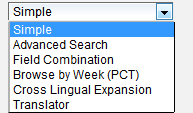 Simple
Simple
Advanced Search
Field Combination
Browse by Week (PCT)
Cross Lingual Expansion
Translator